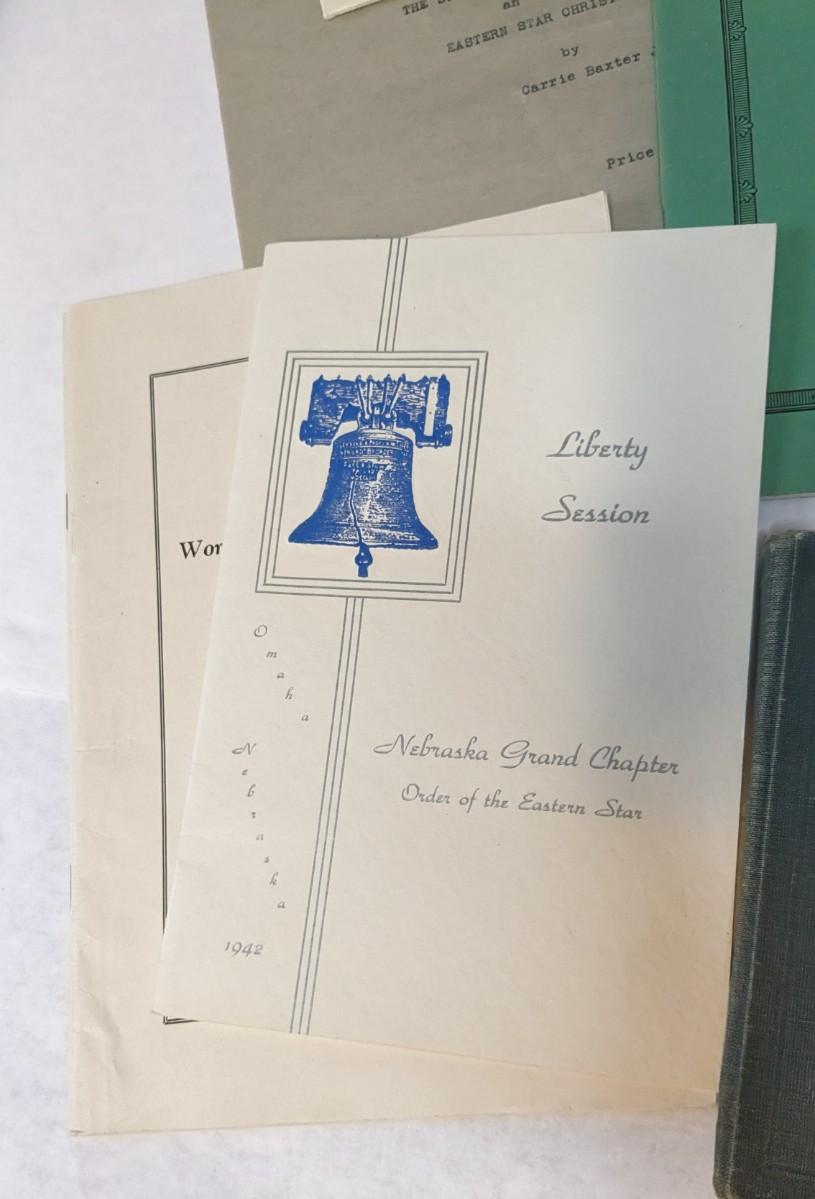 THE
an
EASTERN STAR
by
Carrie Baxter
Price
Wor
Liberty
Session
Omaha
Nebraska
1942
Nebraska Grand Chapter
Order of the Eastern Star